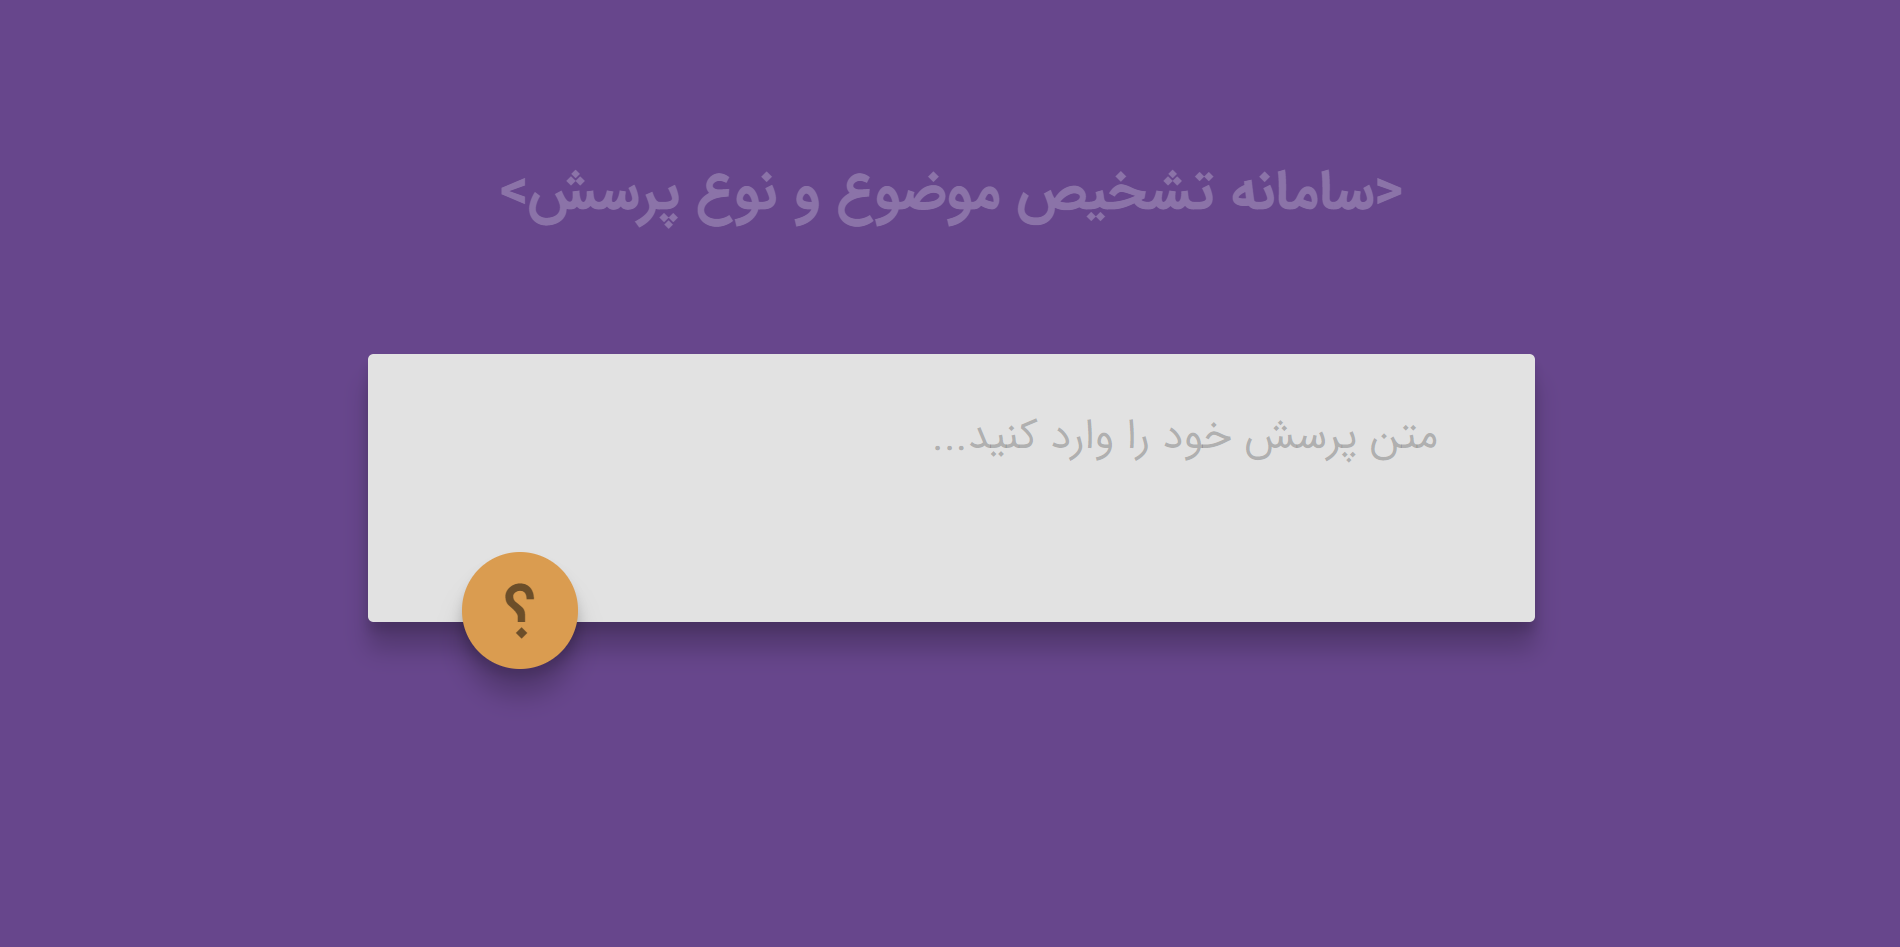 <سامانه تشخیص موضوع و نوع پرسش>
متن پرسش خود را وارد کنید...
؟